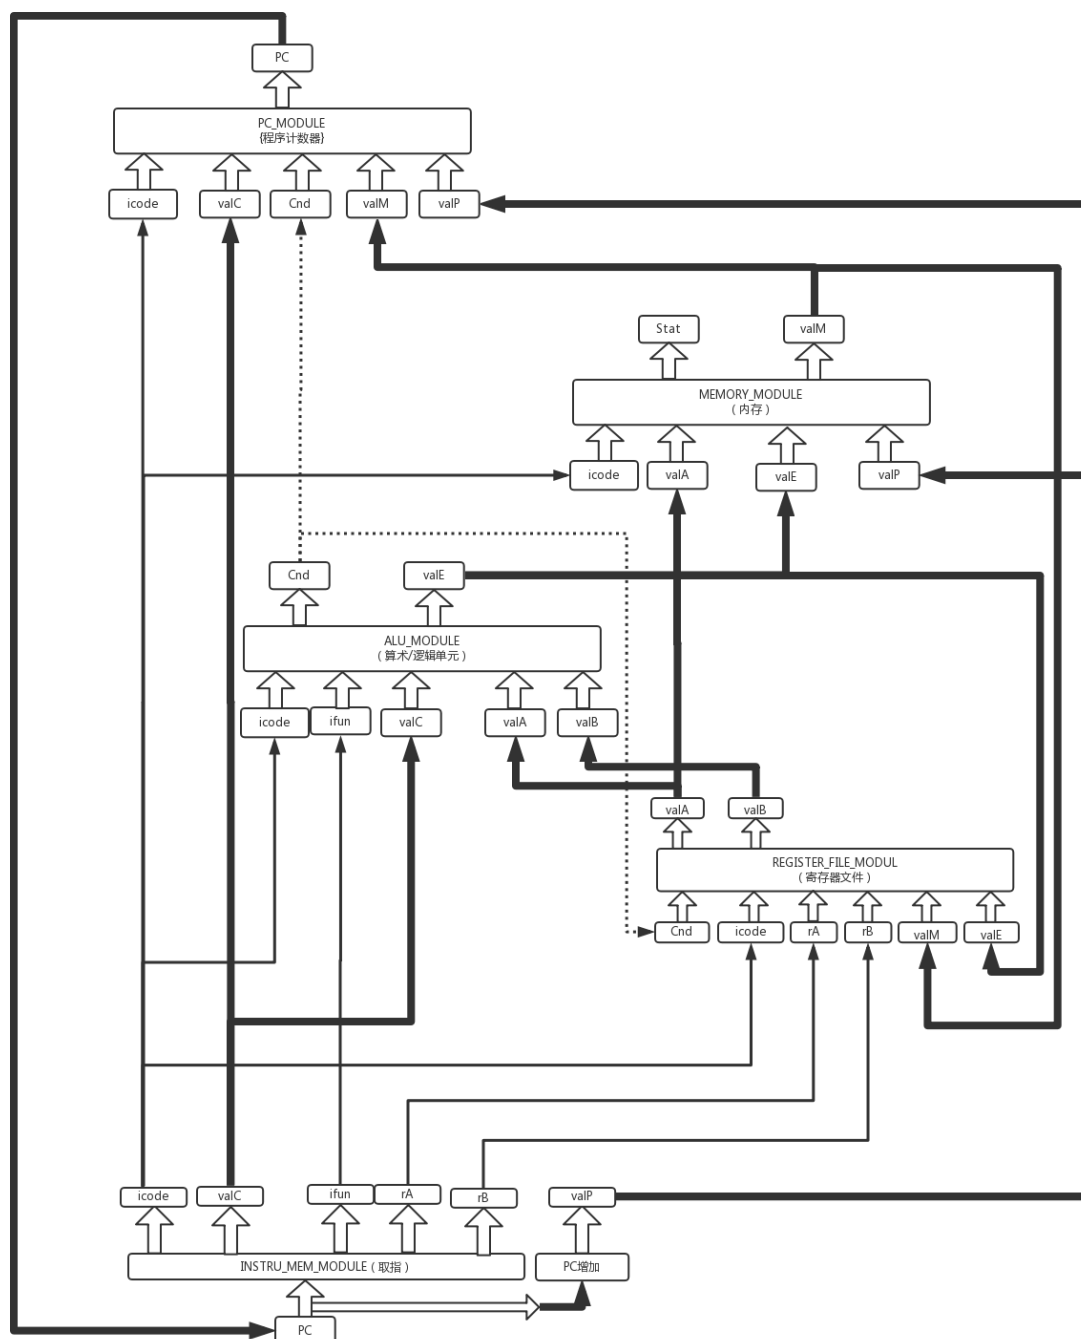 PC
PC_MODULE
{程序计数器}
icode
valC
Cnd
valM
valP
Stat
valM
MEMORY_MODULE
（内存）
icode
valA
valE
valP
Cnd
valE
ALU_MODULE
（算术/逻辑单元）
icode
ifun
valC
valA
valB
valA
valB
REGISTER_FILE_MODUL
（寄存器文件）
Cnd
icode
rA
rB
valM
valE
icode
valC
ifun
rA
rB
valP
INSTRU_MEM_MODULE（取指）
PC增加
PC